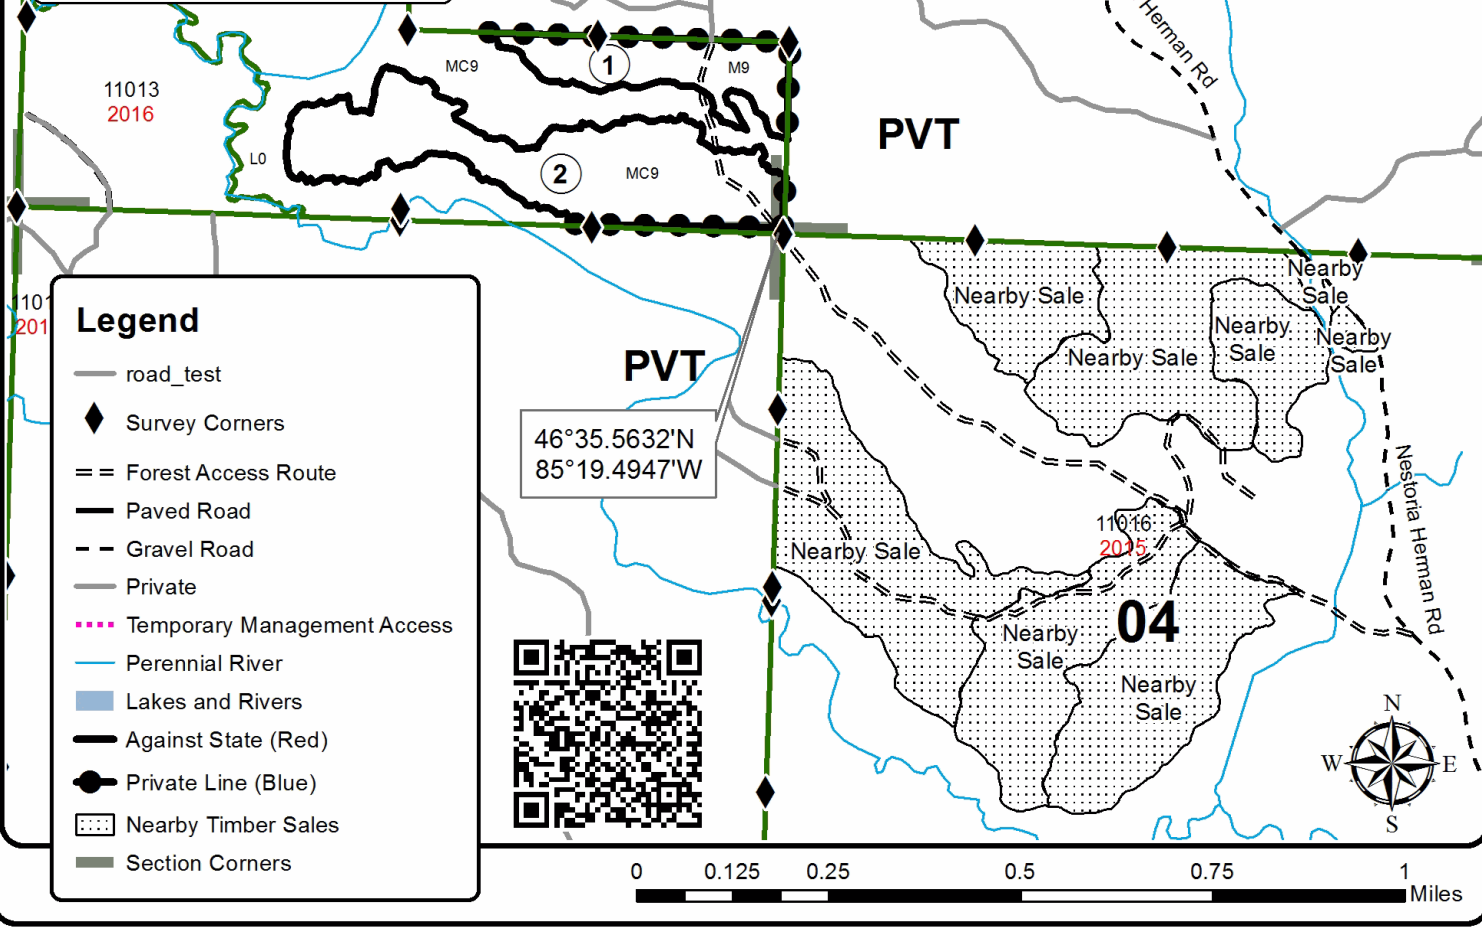 Herman Rd
MC9
1
M9
11013
2016
PVT
L0
2
MC9
Nearby
Sale
Nearby Sale
Nearby
Sale
Nearby
Sale
Nearby Sale
PVT
46°35.5632'N
85°19.4947'W
Nestoria Herman Rd
11016
2015
Nearby Sale
04
Nearby
Sale
Nearby
Sale
N
W
E
S
1101
201
Legend
road_test
Survey Corners
Forest Access Route
Paved Road
Gravel Road
Private
Temporary Management Access
Perennial River
Lakes and Rivers
Against State (Red)
Private Line (Blue)
Nearby Timber Sales
Section Corners
0 0.125 0.25 0.5 0.75 1
Miles